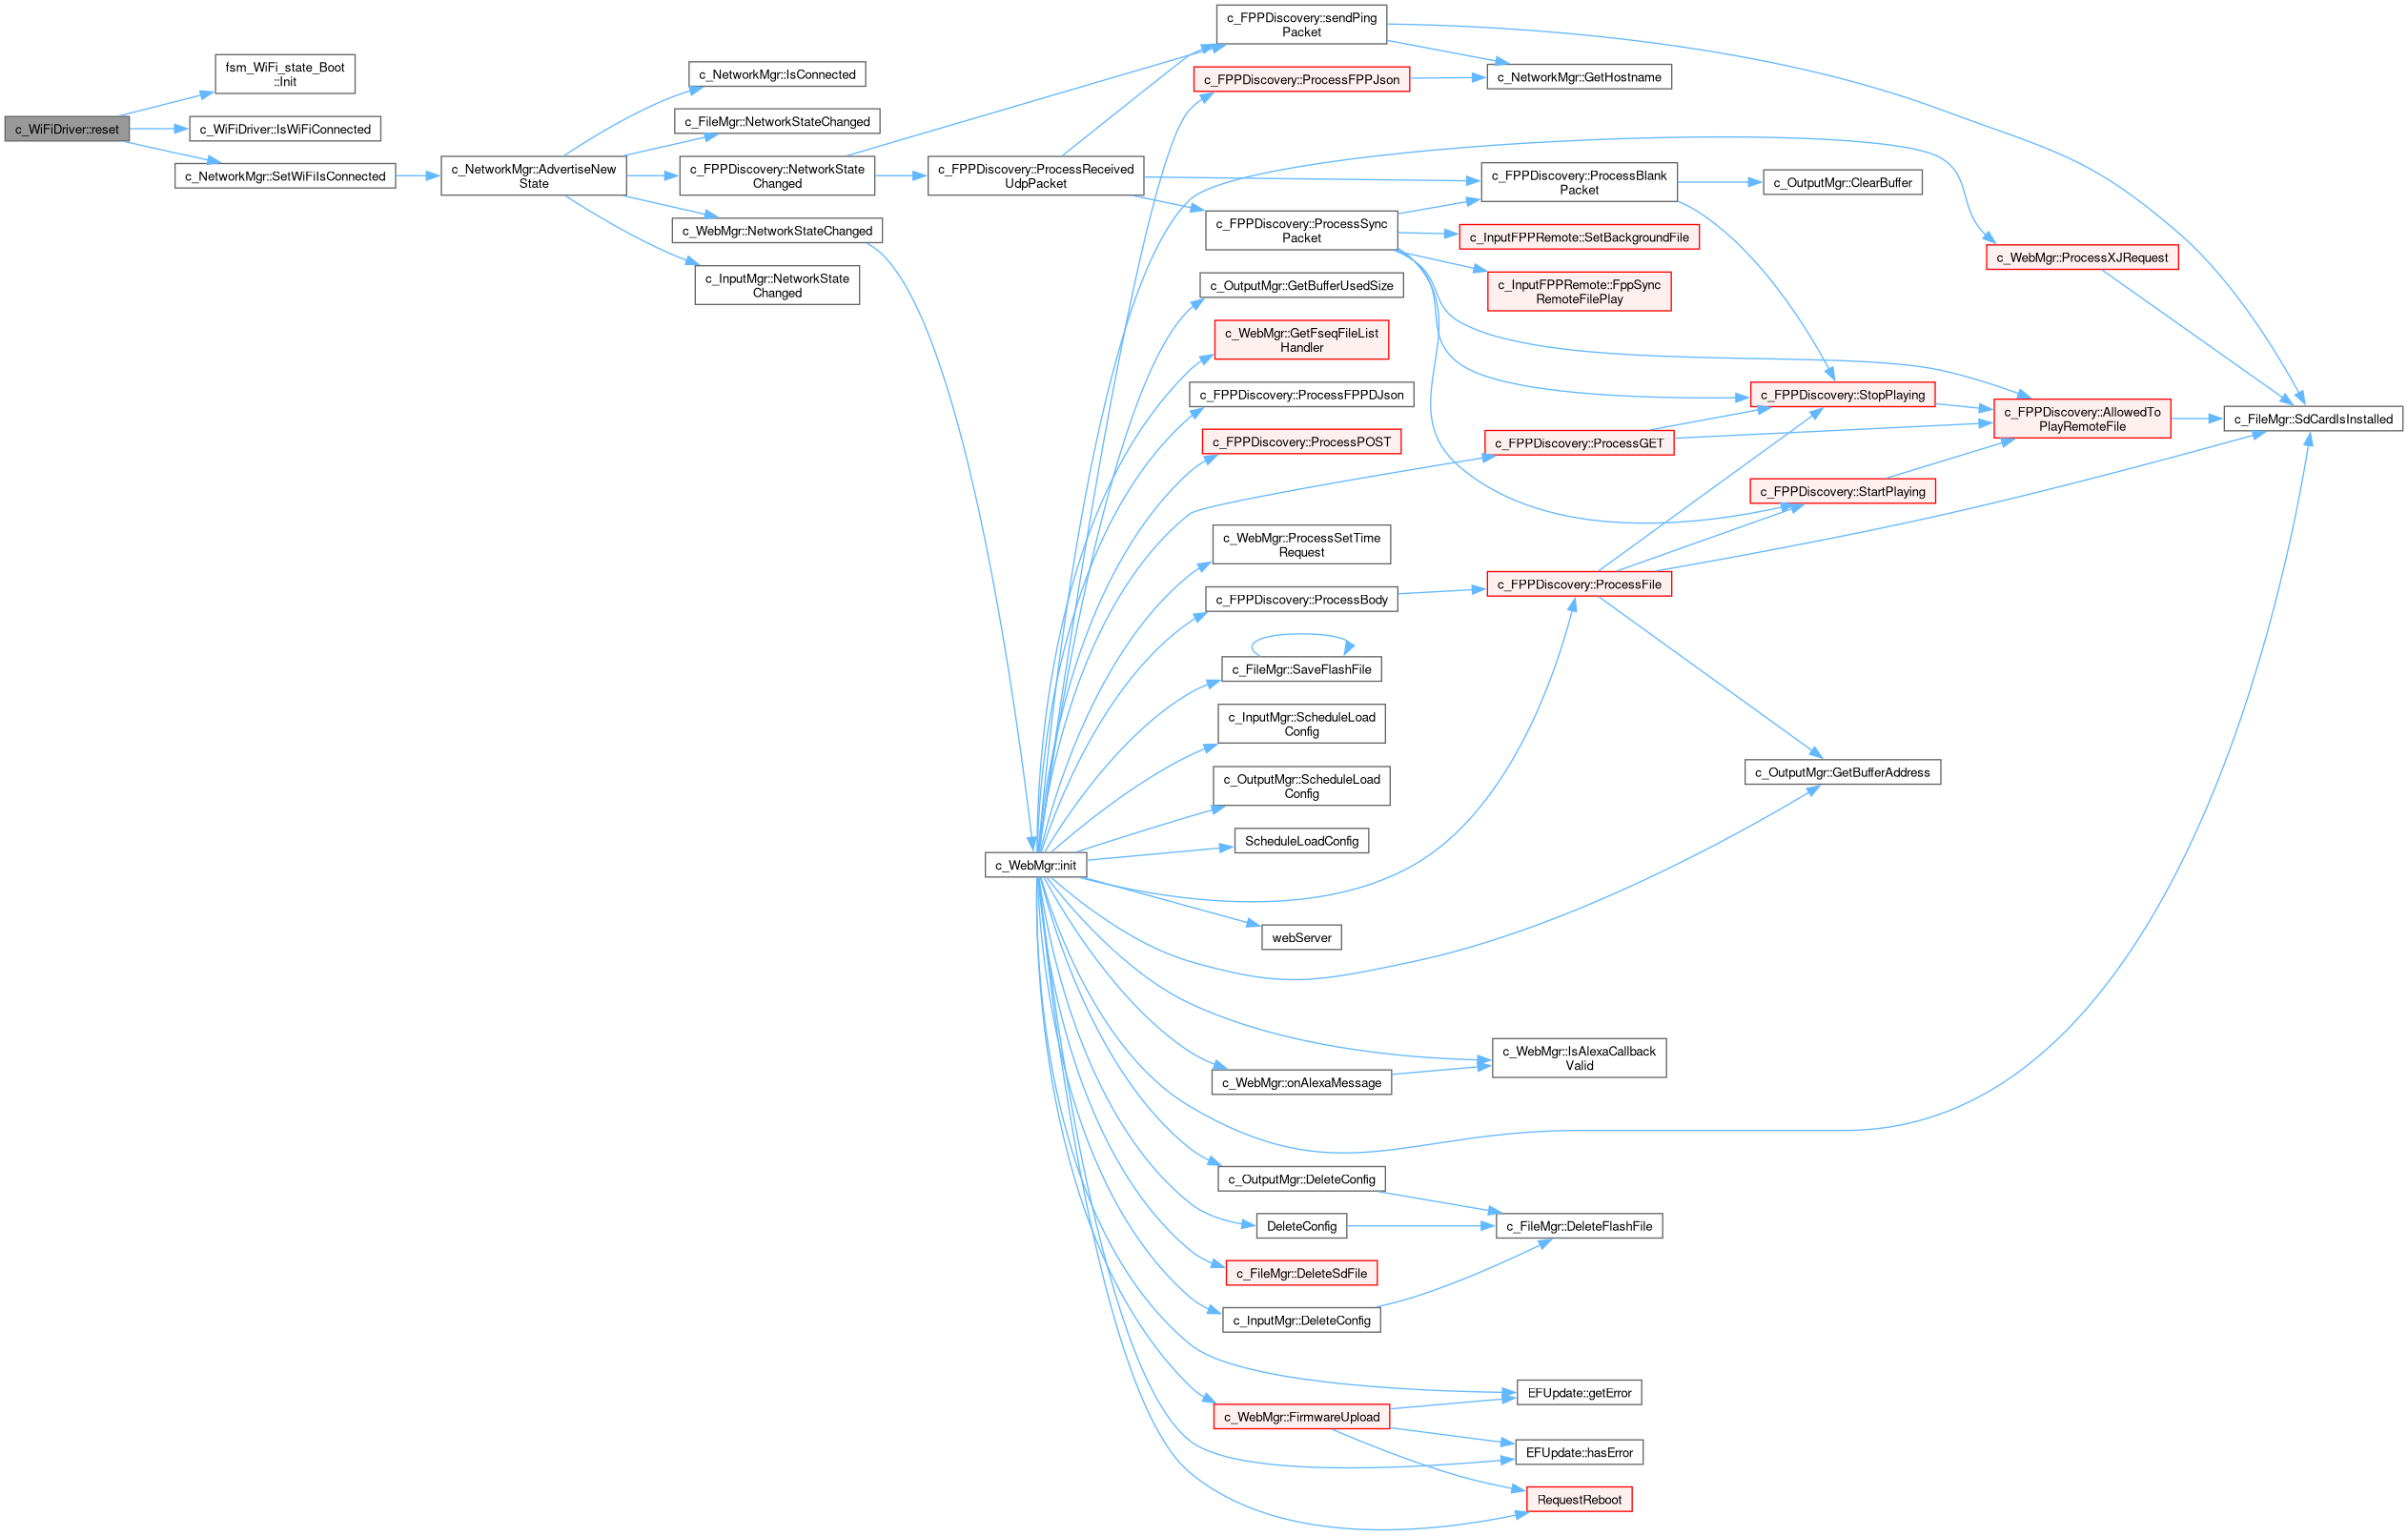 c_WiFiDriver::reset
fsm_WiFi_state_Boot
::Init
c_WiFiDriver::IsWiFiConnected
c_NetworkMgr::SetWiFiIsConnected
c_NetworkMgr::AdvertiseNew
State
c_NetworkMgr::IsConnected
c_FileMgr::NetworkStateChanged
c_FPPDiscovery::NetworkState
Changed
c_WebMgr::NetworkStateChanged
c_InputMgr::NetworkState
Changed
c_FPPDiscovery::ProcessReceived
UdpPacket
c_WebMgr::init
c_FPPDiscovery::sendPing
Packet
c_FPPDiscovery::ProcessFPPJson
c_FPPDiscovery::ProcessSync
Packet
c_OutputMgr::GetBufferUsedSize
c_WebMgr::GetFseqFileList
Handler
c_FPPDiscovery::ProcessFPPDJson
c_FPPDiscovery::ProcessPOST
c_WebMgr::ProcessSetTime
Request
c_FPPDiscovery::ProcessBody
c_FileMgr::SaveFlashFile
c_InputMgr::ScheduleLoad
Config
c_OutputMgr::ScheduleLoad
Config
ScheduleLoadConfig
webServer
c_WebMgr::onAlexaMessage
c_OutputMgr::DeleteConfig
DeleteConfig
c_FileMgr::DeleteSdFile
c_InputMgr::DeleteConfig
c_WebMgr::FirmwareUpload
c_NetworkMgr::GetHostname
c_FPPDiscovery::ProcessBlank
Packet
c_InputFPPRemote::SetBackgroundFile
c_InputFPPRemote::FppSync
RemoteFilePlay
c_FPPDiscovery::ProcessGET
c_FPPDiscovery::ProcessFile
c_WebMgr::IsAlexaCallback
Valid
c_FileMgr::DeleteFlashFile
EFUpdate::getError
EFUpdate::hasError
RequestReboot
c_OutputMgr::ClearBuffer
c_FPPDiscovery::StopPlaying
c_FPPDiscovery::StartPlaying
c_OutputMgr::GetBufferAddress
c_WebMgr::ProcessXJRequest
c_FPPDiscovery::AllowedTo
PlayRemoteFile
c_FileMgr::SdCardIsInstalled